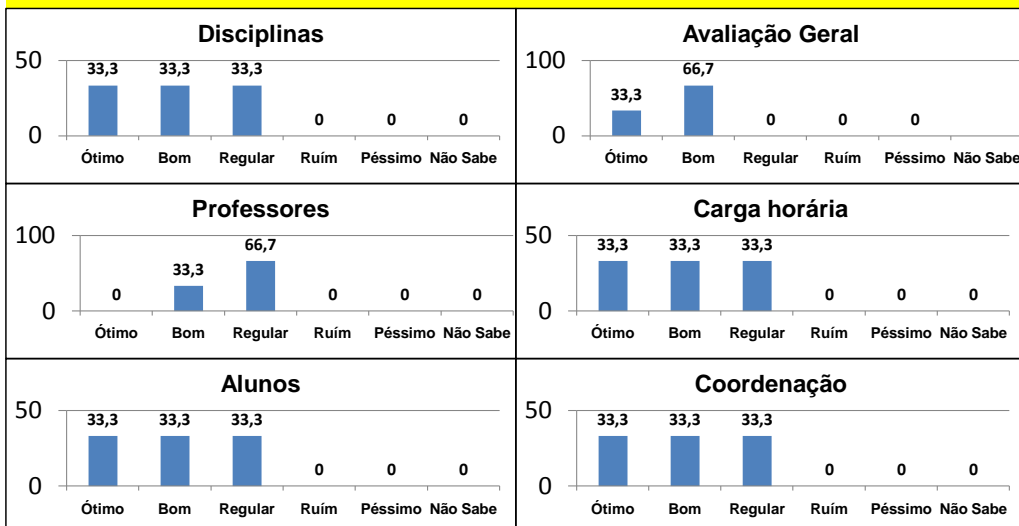 Disciplinas
50
33,3 33,3 33,3 0 0 0
0
Ótimo Bom Regular Ruím Péssimo Não Sabe
Avaliação Geral
100
66,7
33,3 0 0 0
0
Ótimo Bom Regular Ruím Péssimo Não Sabe
Professores
100
66,7
33,3
0 0 0 0
0
Ótimo Bom Regular Ruím Péssimo Não Sabe
Carga horária
50
33,3 33,3 33,3
0 0 0
0
Ótimo Bom Regular Ruím Péssimo Não Sabe
Alunos
50
33,3 33,3 33,3
0 0 0
0
Ótimo Bom Regular Ruím Péssimo Não Sabe
Coordenação
50
33,3 33,3 33,3
0 0 0
0
Ótimo Bom Regular Ruím Péssimo Não Sabe